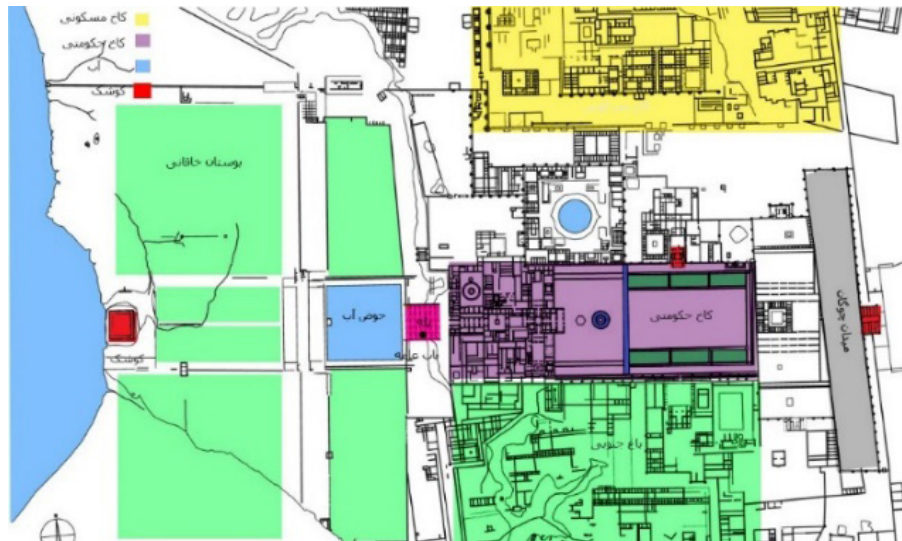 کاخ مسکونی
کاخ حکومتی
آب
کوشک
بوستان خاقانی
حوض آب
باب عامه
کاخ حکومتی
میدان چوگان
کوشک
باغ جنوبی